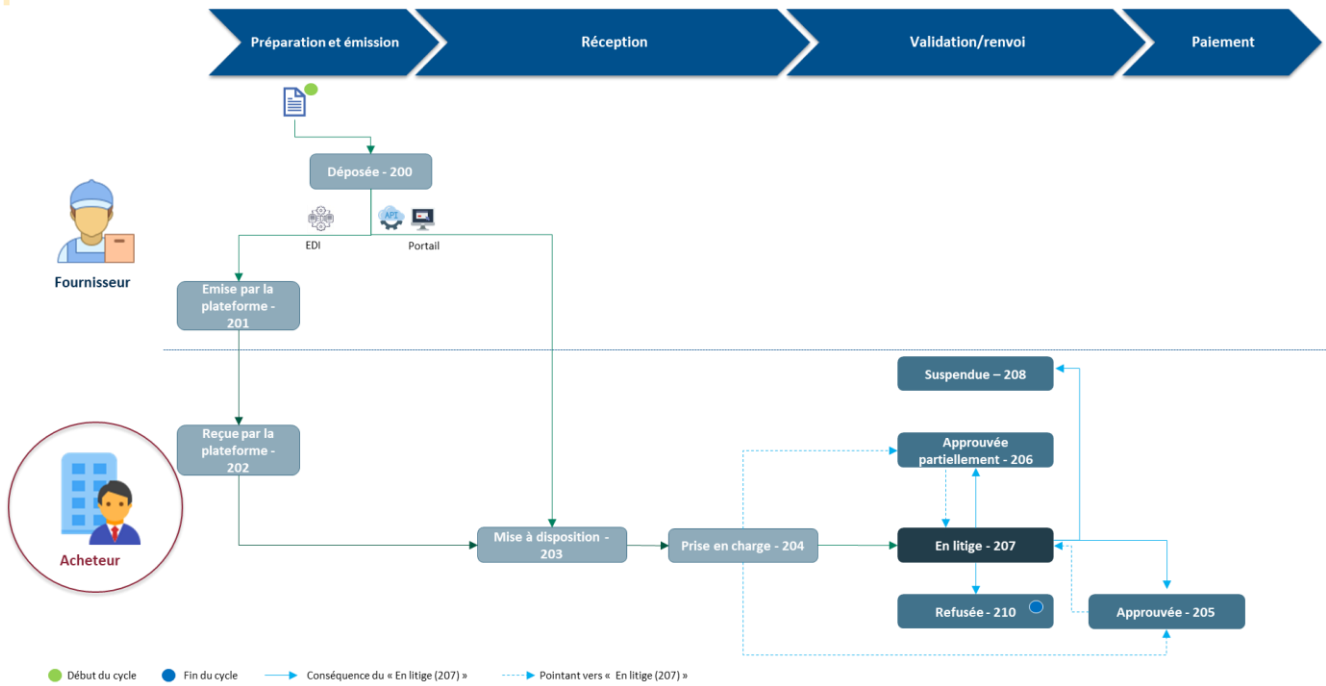 Préparation et émission
Réception
Validation/renvoi
Paiement
Déposée - 200
EDI
API
Portail
Fournisseur
Emise par la
plateforme -
201
Suspendue – 208
Reçue par la
plateforme -
202
Approuvée
partiellement - 206
Mise à disposition -
203
Prise en charge - 204
En litige - 207
Acheteur
Refusée - 210
Approuvée - 205
Début du cycle
Fin du cycle
Conséquence du « En litige (207) »
Pointant vers « En litige (207) »